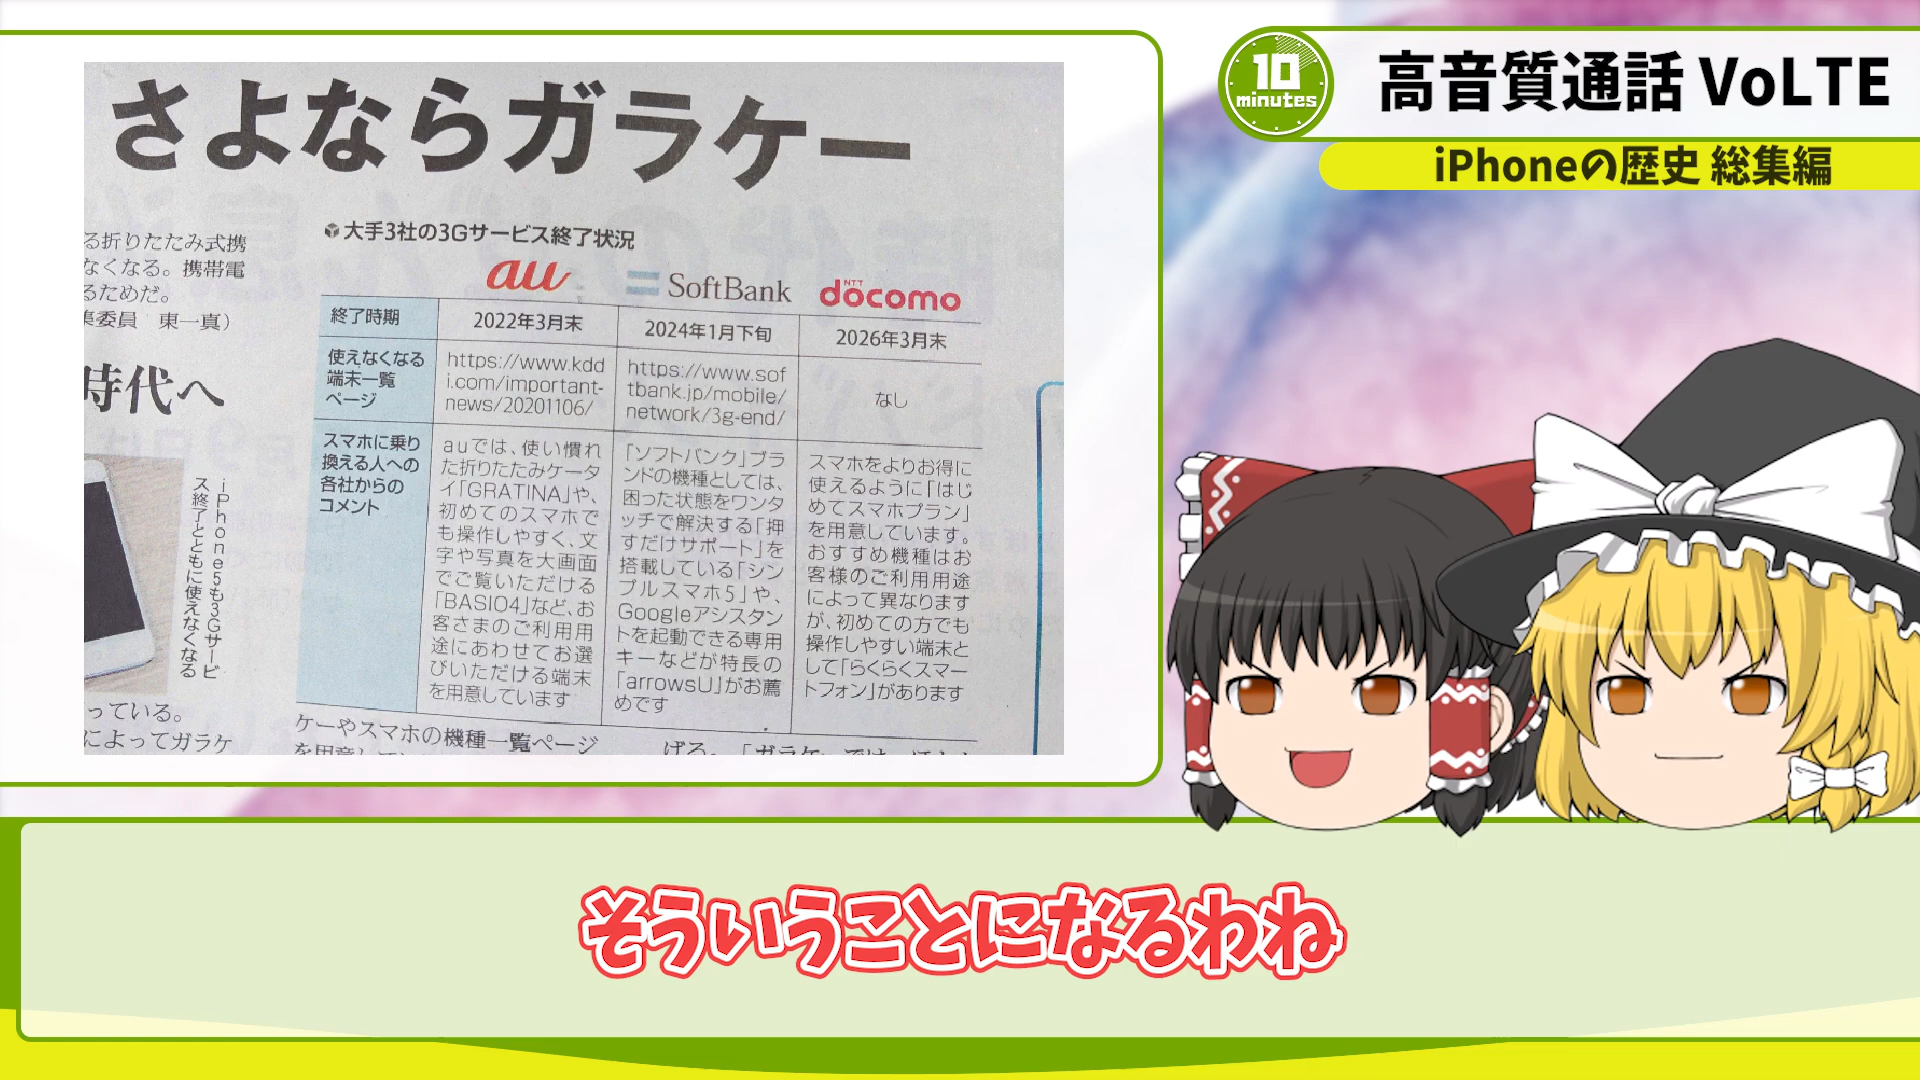 10
minutes
高音質通話 VoLTE
iPhoneの歴史 総集編
さよならガラケー
る折りたたみ式携
なくなる。携帯電
るためだ。
集委員 東一真）
時代へ
iPhone5も3Gサービ
ス終了とともに使えなくなる
っている。
によってガラケ
大手3社の3Gサービス終了状況
au
SoftBank
NTT
docomo
終了時期
2022年3月末
2024年1月下旬
2026年3月末
使えなくなる
端末一覧
ページ
https://www.kdd
i.com/important-
news/20201106/
https://www.sof
tbank.jp/mobile/
network/3g-end/
なし
スマホに乗り
換える人への
各社からの
コメント
auでは、使い慣れ
た折りたたみケータ
イ「GRATINA」や、
初めてのスマホで
も操作しやすく、文
字や写真を大画面
でご覧いただける
「BASIO4」など、お
客さまのご利用用
途にあわせてお選
びいただける端末
を用意しています
「ソフトバンク」ブラ
ンドの機種としては、
困った状態をワンタ
ッチで解決する「押
すだけサポート」を
搭載している「シン
プルスマホ5」や、
Googleアシスタン
トを起動できる専用
キーなどが特長の
「arrowsU」がお薦
めです
スマホをよりお得に
使えるように「はじ
めてスマホプラン」
を用意しています。
おすすめ機種はお
客様のご利用用途
によって異なります
が、初めての方でも
操作しやすい端末と
して「らくらくスマー
トフォン」があります
ケーやスマホの機種一覧ページ
そういうことになるわね